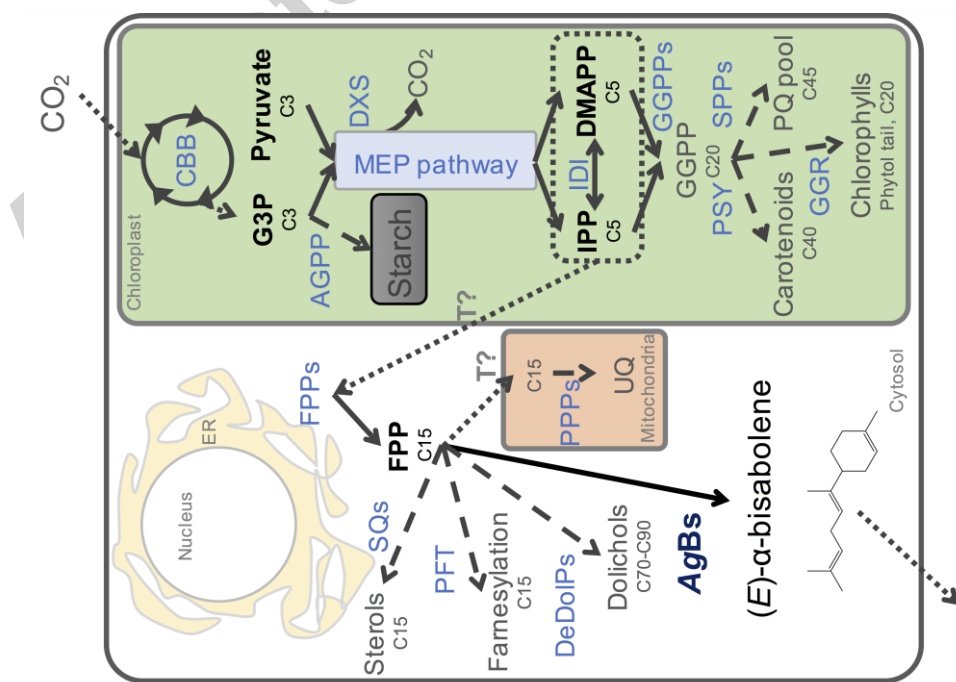 CO2
Chloroplast
CBB
G3P
C3
Pyruvate
C3
AGPP
DXS
MEP pathway
CO2
Starch
T?
IPP
C5
IDI
DMAPP
C5
GGPPs
GGPP
C20
PSY
SPPs
Carotenoids
C40
PQ pool
C45
GGR
Chlorophylls
Phytol tail, C20
Nucleus
ER
FPPs
FPP
C15
T?
C15
PPPs
UQ
Mitochondria
SQs
Sterols
C15
PFT
Farnesylation
C15
DeDolPs
Dolichols
C70-C90
AgBs
(E)-α-bisabolene
Cytosol